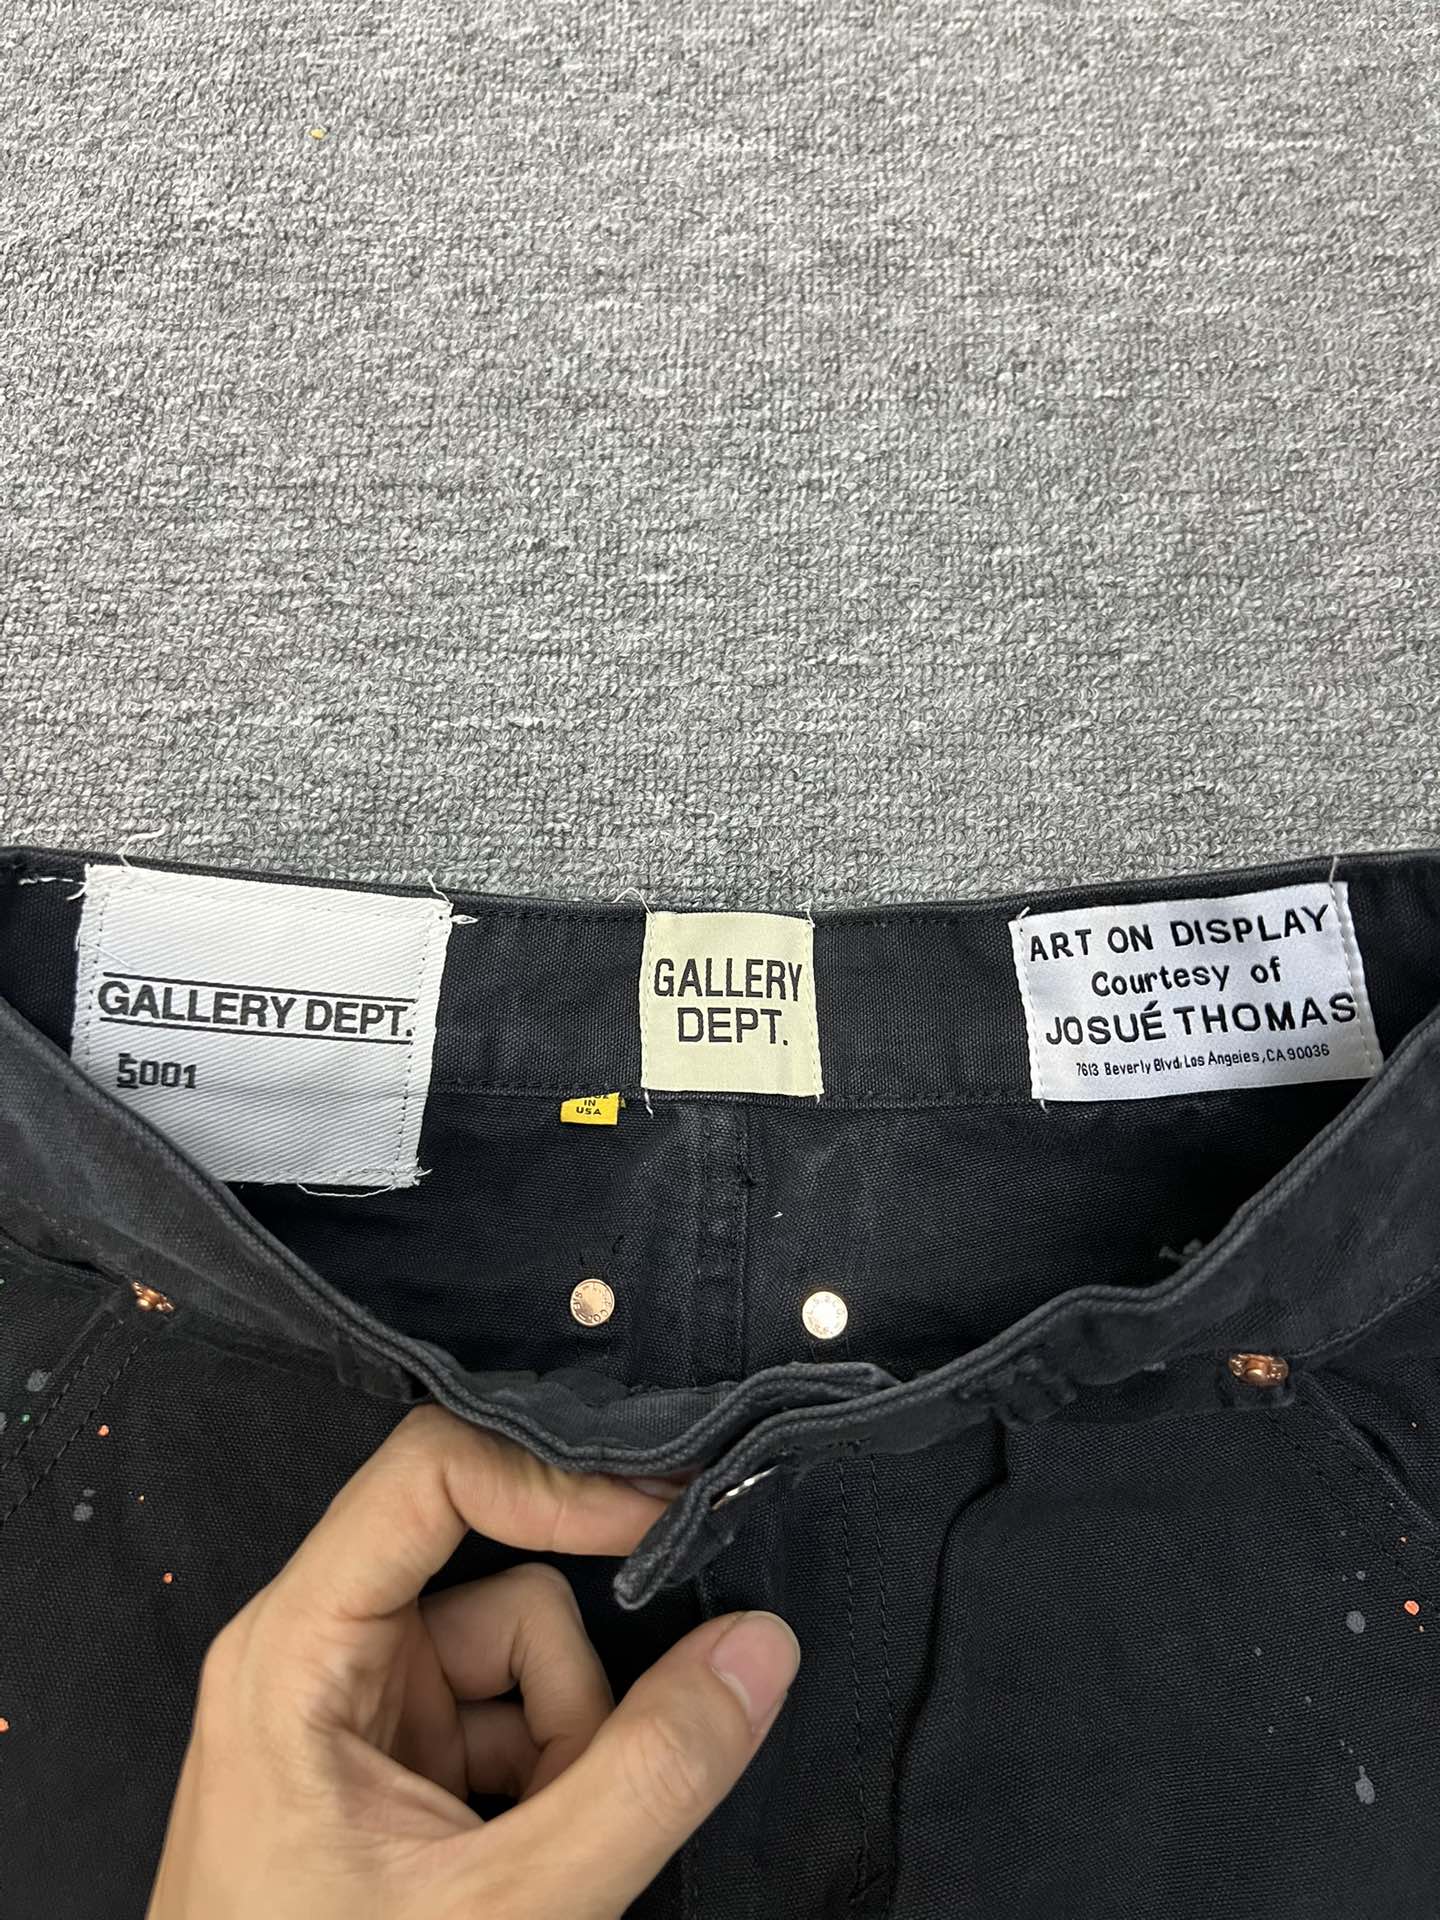 GALLERY DEPT.
5001
GALLERY
DEPT.
ART ON DISPLAY
Courtesy of
JOSUÉ THOMAS
7613 Beverly Blvd. Los Angeies, CA 90036
IN
USA